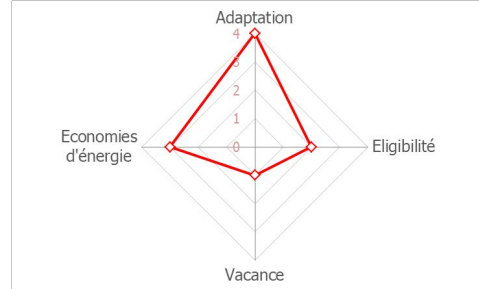 Adaptation
4
3
2
1
0
Economies
d'énergie
Eligibilité
Vacance